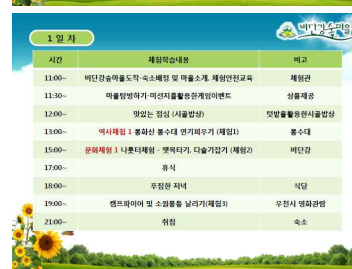 비단강숲마을
1 일 차
시간 체험학습내용 비고
11:00~ 비단강숲마을도착-숙소배정 및 마을소개, 체험안전교육 체험관
11:30~ 마을탐방하기-미션지를활용한게임이벤트 상품제공
12:00~ 맛있는 점심 (시골밥상) 텃밭을활용한시골밥상
13:00~ 역사체험 1 봉화산 봉수대 연기피우기 (체험1) 봉수대
15:00~ 문화체험 1 나룻터체험 - 뗏목타기, 다슬기잡기 (체험2) 비단강
17:00~ 휴식
18:00~ 푸짐한 저녁 식당
19:00~ 캠프파이어 및 소원풍등 날리기(체험3) 우천시 영화관람
21:00~ 취침 숙소